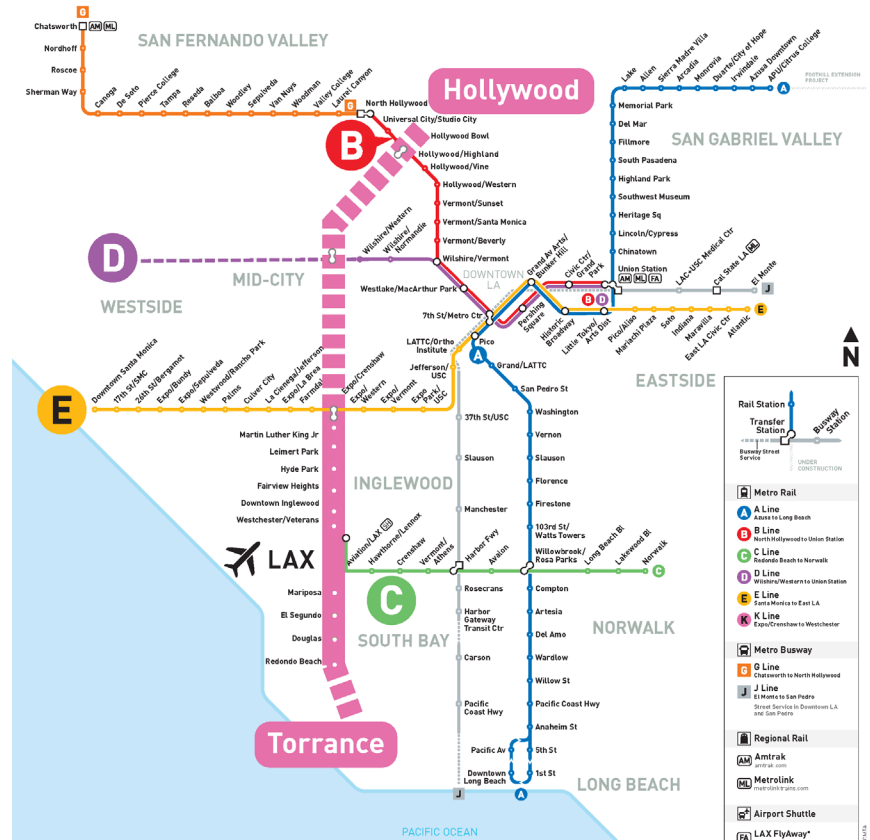 G
Chatsworth AM ML
Nordhoff
Roscoe
Sherman Way
SAN FERNANDO VALLEY
Canoga
De Soto
Pierce College
Tampa
Reseda
Balboa
Woodley
Sepulveda
Van Nuys
Woodman
Valley College
Laurel Canyon
G
North Hollywood
Universal City/Studio City
Hollywood
B
Hollywood Bowl
Hollywood/Highland
Hollywood/Vine
Hollywood/Western
Vermont/Sunset
Vermont/Santa Monica
Vermont/Beverly
Wilshire/Vermont
Lake
Allen
Sierra Madre Villa
Arcadia
Monrovia
Duarte/City of Hope
Irwindale
Azusa Downtown
APU/Citrus College
A
FOOTHILL EXTENSION
PROJECT
Memorial Park
Del Mar
Fillmore
South Pasadena
Highland Park
Southwest Museum
Heritage Sq
Lincoln/Cypress
Chinatown
SAN GABRIEL VALLEY
D
WESTSIDE
MID-CITY
Wilshire/Western
Wilshire/
Normandie
Westlake/MacArthur Park
7th St/Metro Ctr
DOWNTOWN
LA
Grand Av Arts/
Bunker Hill
Civic Ctr/
Grand
Park
B D
Union Station
AM ML FA
LAC+USC Medical Ctr
Cal State LA ML
El Monte
J
Pershing
Square
Historic
Broadway
Little Tokyo/
Arts Dist
Pico/Aliso
Mariachi Plaza
Soto
Indiana
Maravilla
East LA Civic Ctr
Atlantic
E
LATTC/Ortho
Institute
Pico
A
Jefferson/
USC
Grand/LATTC
San Pedro St
EASTSIDE
N
E
Downtown Santa Monica
17th St/SMC
26th St/Bergamot
Expo/Bundy
Expo/Sepulveda
Westwood/Rancho Park
Palms
Culver City
La Cienega/Jefferson
Expo/La Brea
Farmdale
Expo/Crenshaw
Expo/
Western
Expo/
Vermont
Expo
Park/
USC
Martin Luther King Jr
Leimert Park
Hyde Park
Fairview Heights
Downtown Inglewood
Westchester/Veterans
INGLEWOOD
37th St/USC
Slauson
Manchester
Washington
Vernon
Slauson
Florence
Firestone
103rd St/
Watts Towers
Willowbrook/
Rosa Parks
LAX
Aviation/LAX
Hawthorne/Lennox
Crenshaw
Vermont/
Athens
Harbor Fwy
Avalon
Long Beach Bl
Lakewood Bl
Norwalk
C
C
SOUTH BAY
NORWALK
Mariposa
El Segundo
Douglas
Redondo Beach
Rosecrans
Harbor
Gateway
Transit Ctr
Carson
Pacific
Coast Hwy
Compton
Artesia
Del Amo
Wardlow
Willow St
Pacific Coast Hwy
Anaheim St
Pacific Av
5th St
Downtown
Long Beach
1st St
J
A
Torrance
LONG BEACH
PACIFIC OCEAN
Rail Station
Transfer
Station
Busway
Station
Busway Street
Service
UNDER
CONSTRUCTION
Metro Rail
A A Line
Azusa to Long Beach
B B Line
North Hollywood to Union Station
C C Line
Redondo Beach to Norwalk
D D Line
Wilshire/Western to Union Station
E E Line
Santa Monica to East LA
K K Line
Expo/Crenshaw to Westchester
Metro Busway
G G Line
Chatsworth to North Hollywood
J J Line
El Monte to San Pedro
Street Service in Downtown LA
and San Pedro
Regional Rail
AM Amtrak
amtrak.com
ML Metrolink
metrolinktrains.com
Airport Shuttle
FA LAX FlyAway*